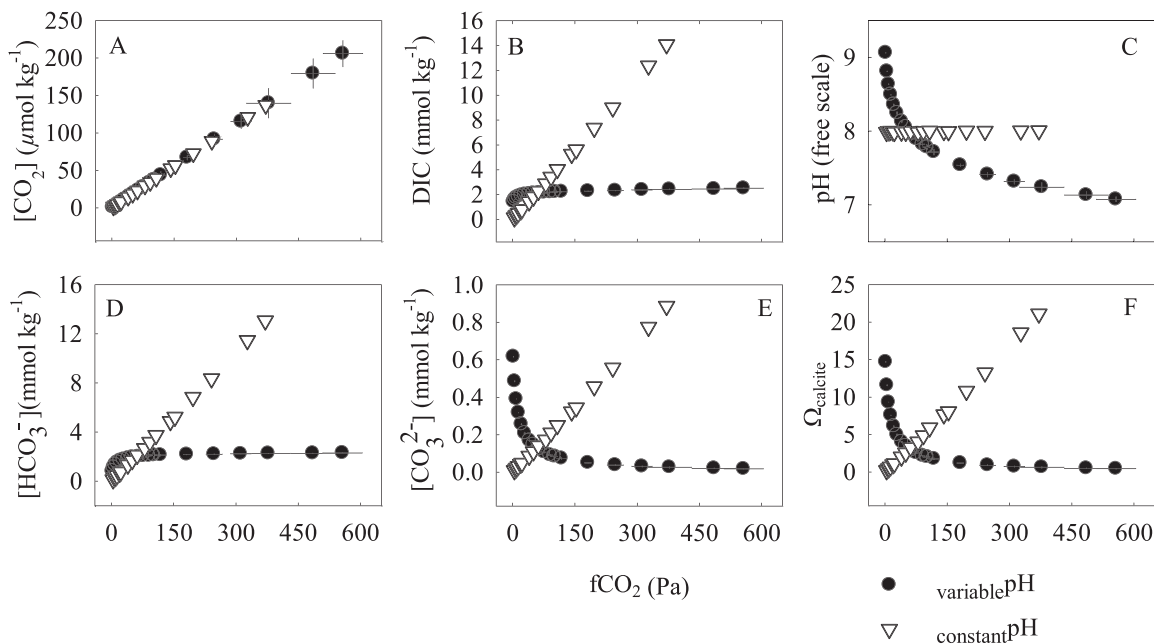 A
[CO₂] (μmol kg⁻¹)
250
200
150
100
50
0
B
DIC (mmol kg⁻¹)
16
14
12
10
8
6
4
2
0
C
pH (free scale)
9
8
7
D
[HCO₃⁻](mmol kg⁻¹)
16
12
8
4
0
0 150 300 450 600
E
[CO₃²⁻] (mmol kg⁻¹)
1.0
0.8
0.6
0.4
0.2
0.0
0 150 300 450 600
F
Ωcalcite
25
20
15
10
5
0
0 150 300 450 600
fCO₂ (Pa)
variablepH
constantpH